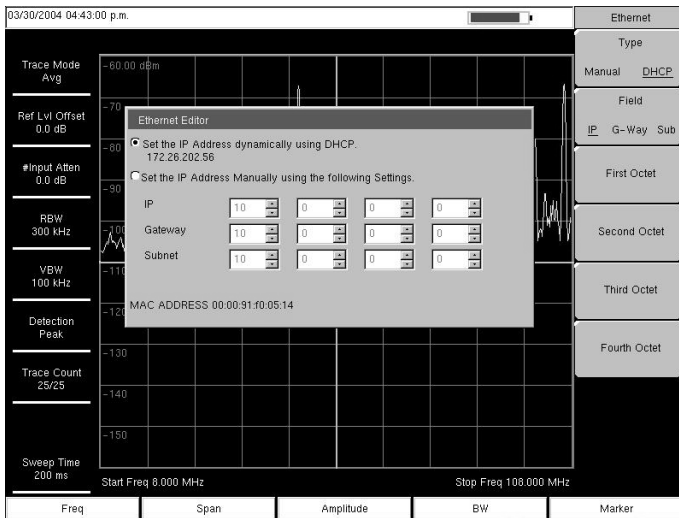 03/30/2004 04:43:00 p.m.
Ethernet
Type
Manual DHCP
Field
IP G-Way Sub
First Octet
Second Octet
Third Octet
Fourth Octet
Trace Mode
Avg
Ref Lvl Offset
0.0 dB
#Input Atten
0.0 dB
RBW
300 kHz
VBW
100 kHz
Detection
Peak
Trace Count
25/25
Sweep Time
200 ms
-60.00 dBm
-70
-80
-90
-100
-110
-120
-130
-140
-150
Ethernet Editor
Set the IP Address dynamically using DHCP.
172.26.202.56
Set the IP Address Manually using the following Settings.
IP 10 0 0 0
Gateway 10 0 0 0
Subnet 10 0 0 0
MAC ADDRESS 00:00:91:f0:05:14
Start Freq 8.000 MHz
Stop Freq 108.000 MHz
Freq Span Amplitude BW Marker